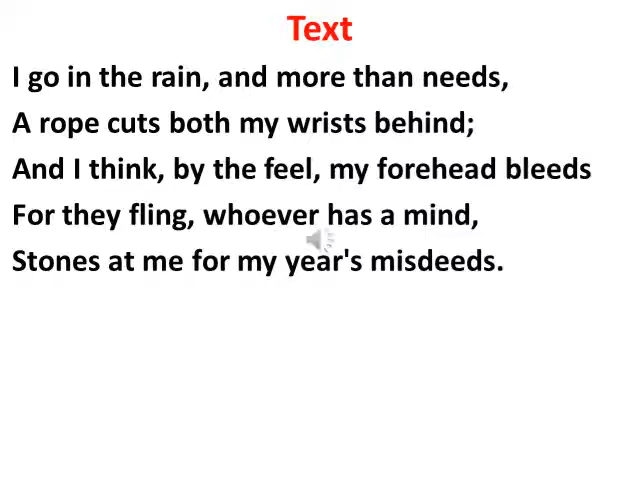 Text
I go in the rain, and more than needs,
A rope cuts both my wrists behind;
And I think, by the feel, my forehead bleeds
For they fling, whoever has a mind,
Stones at me for my year's misdeeds.